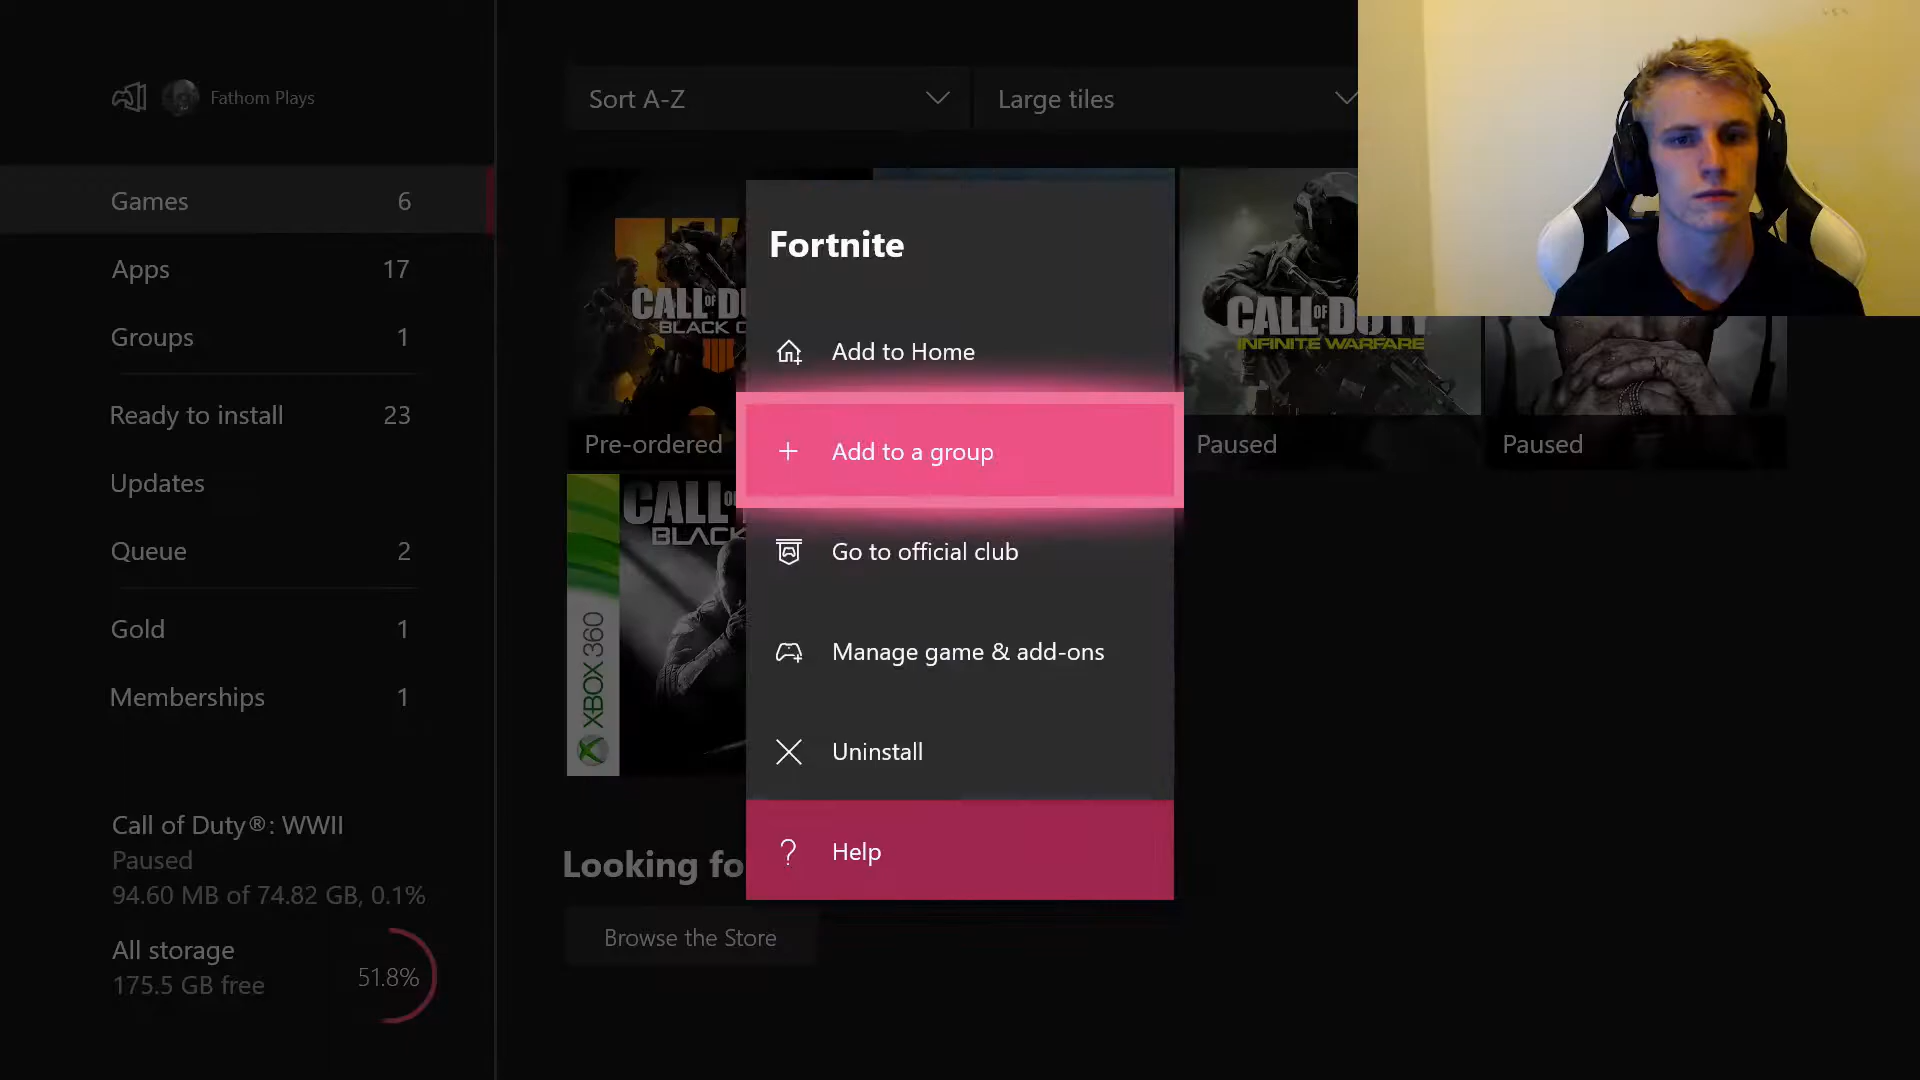 Fathom Plays
Sort A-Z
Large tiles
Games 6
Apps 17
Groups 1
Ready to install 23
Updates
Queue 2
Gold 1
Memberships 1
Call of Duty®: WWII
Paused
94.60 MB of 74.82 GB, 0.1%
All storage
175.5 GB free
51.8%
CALL OF DU
BLACK O
Pre-ordered
CALL OF DUTY
INFINITE WARFARE
Paused
Paused
CALL
BLACK
XBOX 360
Fortnite
Add to Home
Add to a group
Go to official club
Manage game & add-ons
Uninstall
? Help
Looking fo
Browse the Store